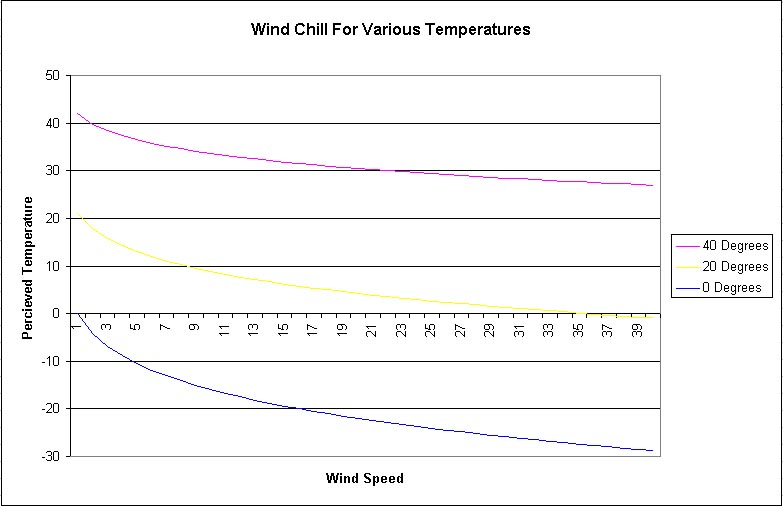 Wind Chill For Various Temperatures
50
40
30
20
10
0
-10
-20
-30
Percieved Temperature
1 3 5 7 9 11 13 15 17 19 21 23 25 27 29 31 33 35 37 39
Wind Speed
40 Degrees
20 Degrees
0 Degrees